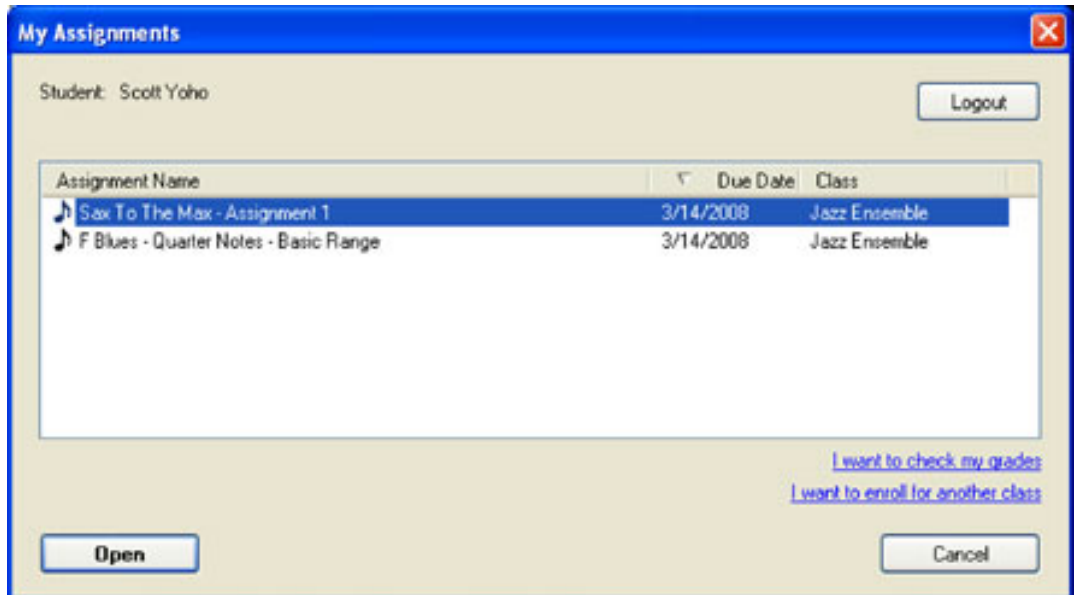 My Assignments
Student: Scott Yoho
Logout
Assignment Name Due Date Class
Sax To The Max - Assignment 1 3/14/2008 Jazz Ensemble
F Blues - Quarter Notes - Basic Range 3/14/2008 Jazz Ensemble
I want to check my grades
I want to enroll for another class
Open Cancel